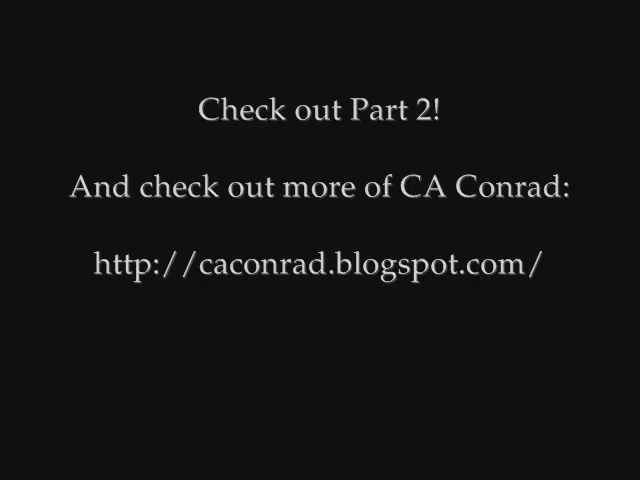 Check out Part 2!
And check out more of CA Conrad:
http://caconrad.blogspot.com/